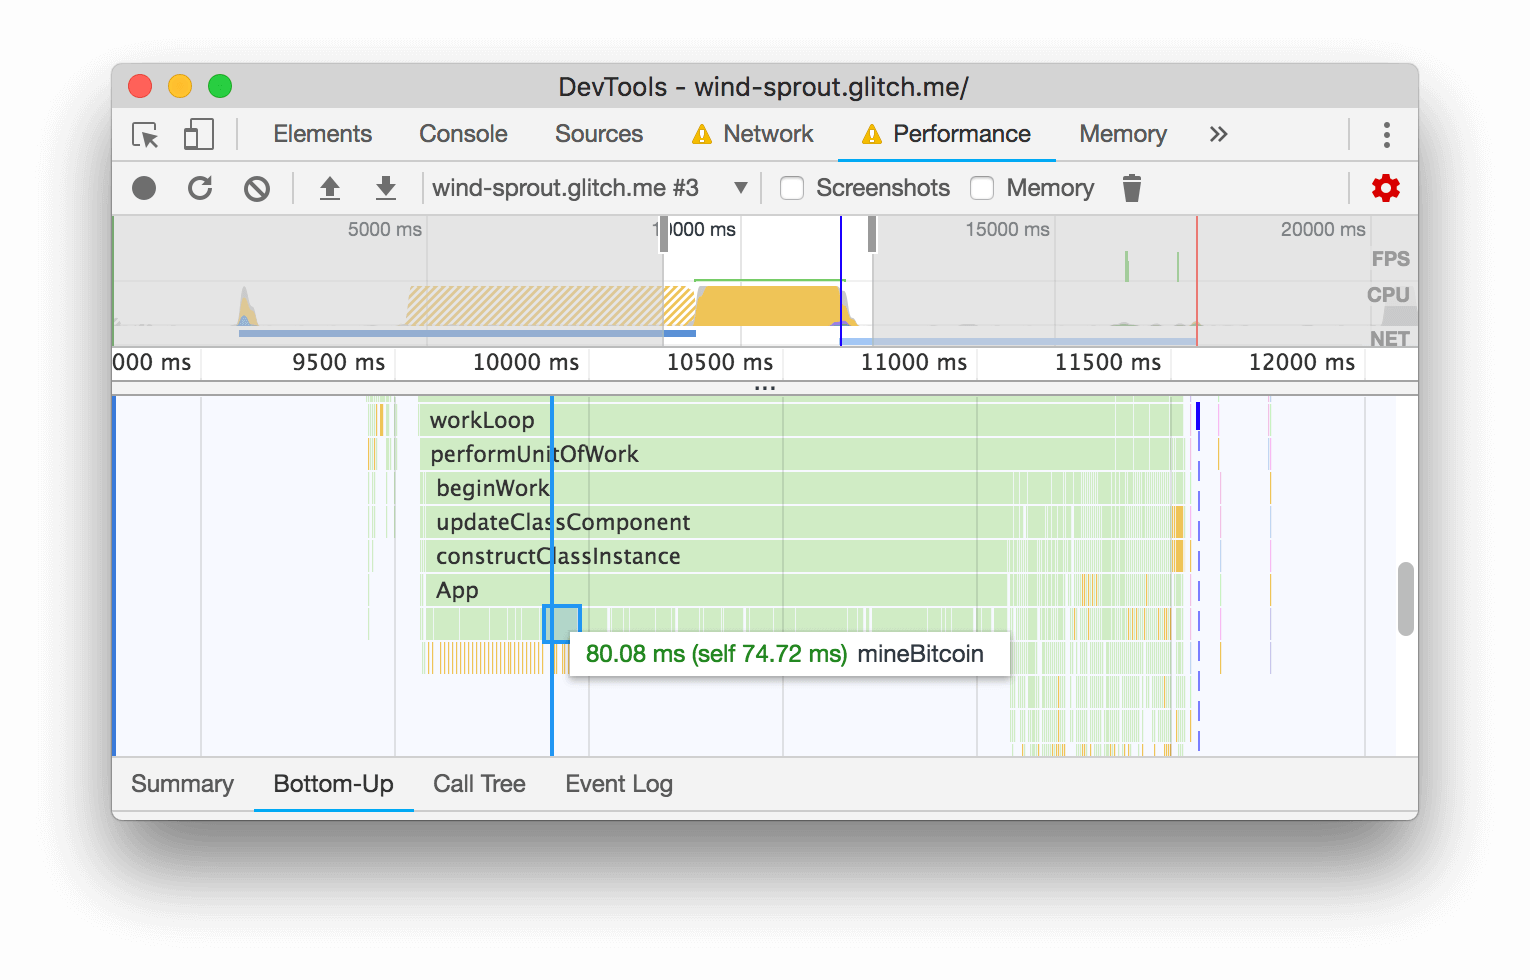 DevTools - wind-sprout.glitch.me/
Elements Console Sources Network Performance Memory »
wind-sprout.glitch.me #3 Screenshots Memory
5000 ms 10000 ms 15000 ms 20000 ms
FPS
CPU
NET
000 ms 9500 ms 10000 ms 10500 ms 11000 ms 11500 ms 12000 ms
...
workLoop
performUnitOfWork
beginWork
updateClassComponent
constructClassInstance
App
80.08 ms (self 74.72 ms) mineBitcoin
Summary Bottom-Up Call Tree Event Log